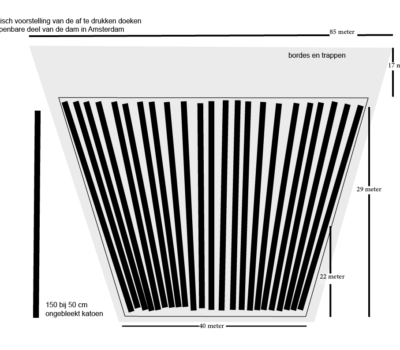 isch voorstelling van de af te drukken doeken
penbare deel van de dam in Amsterdam
85 meter
bordes en trappen
17 m
29 meter
22 meter
150 bij 50 cm
ongebleekt katoen
40 meter